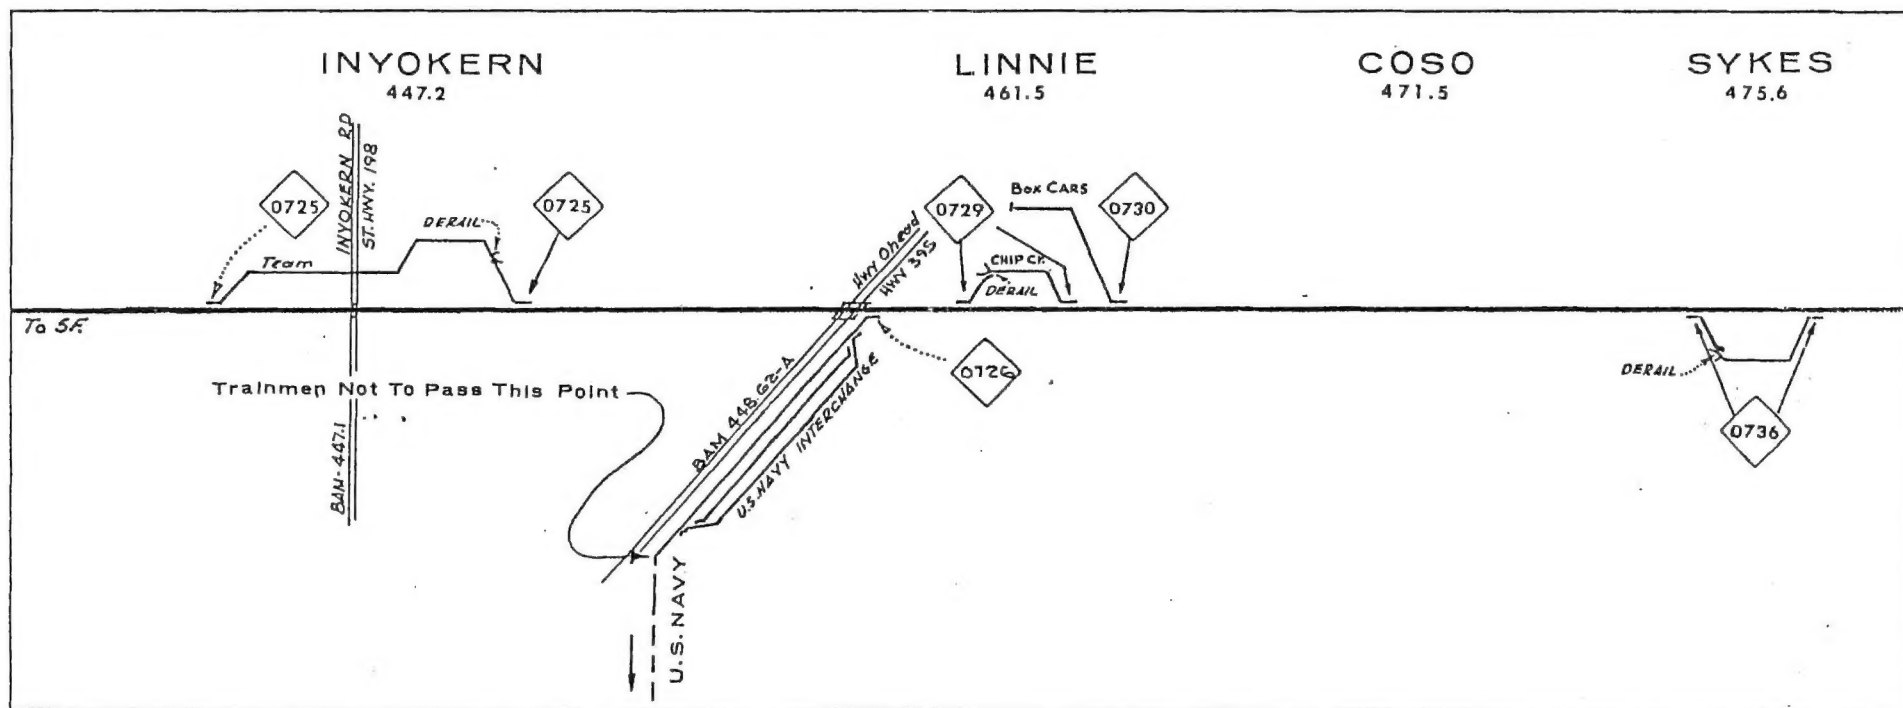 INYOKERN
447.2
LINNIE
461.5
COSO
471.5
SYKES
475.6
INYOKERN RD
ST. HWY. 198
0725
DERAIL
0725
Team
Hwy Ohead
HWY 395
0729
Box CARS
0730
CHIP CR.
DERAIL
To S.F.
0726
Trainmen Not To Pass This Point
BAM-447.1
BAM 448.62-A
U.S. NAVY INTERCHANGE
DERAIL
0736
U.S. NAVY